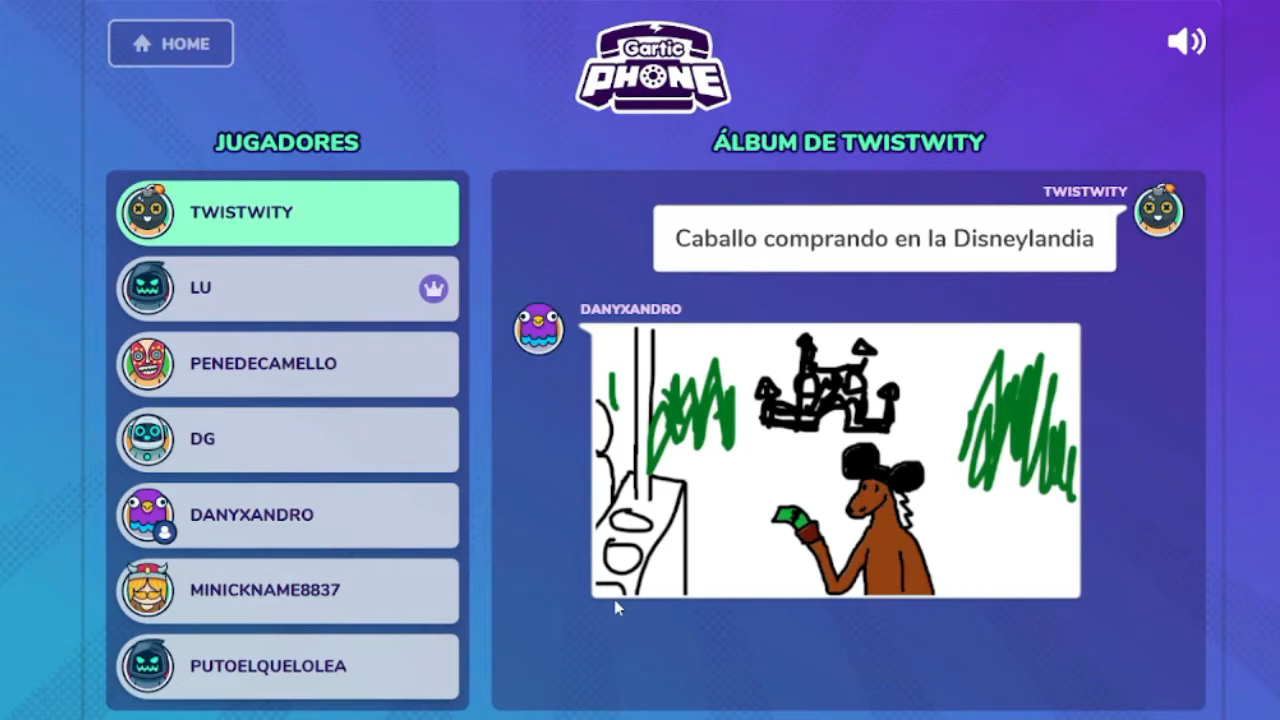 HOME
Gartic
PHONE
JUGADORES
ÁLBUM DE TWISTWITY
TWISTWITY
LU
PENEDECAMELLO
DG
DANYXANDRO
MINICKNAME8837
PUTOELQUELOLEA
TWISTWITY
Caballo comprando en la Disneylandia
DANYXANDRO